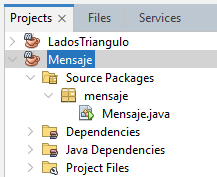 Projects × Files Services
LadosTriangulo
Mensaje
Source Packages
mensaje
Mensaje.java
Dependencies
Java Dependencies
Project Files